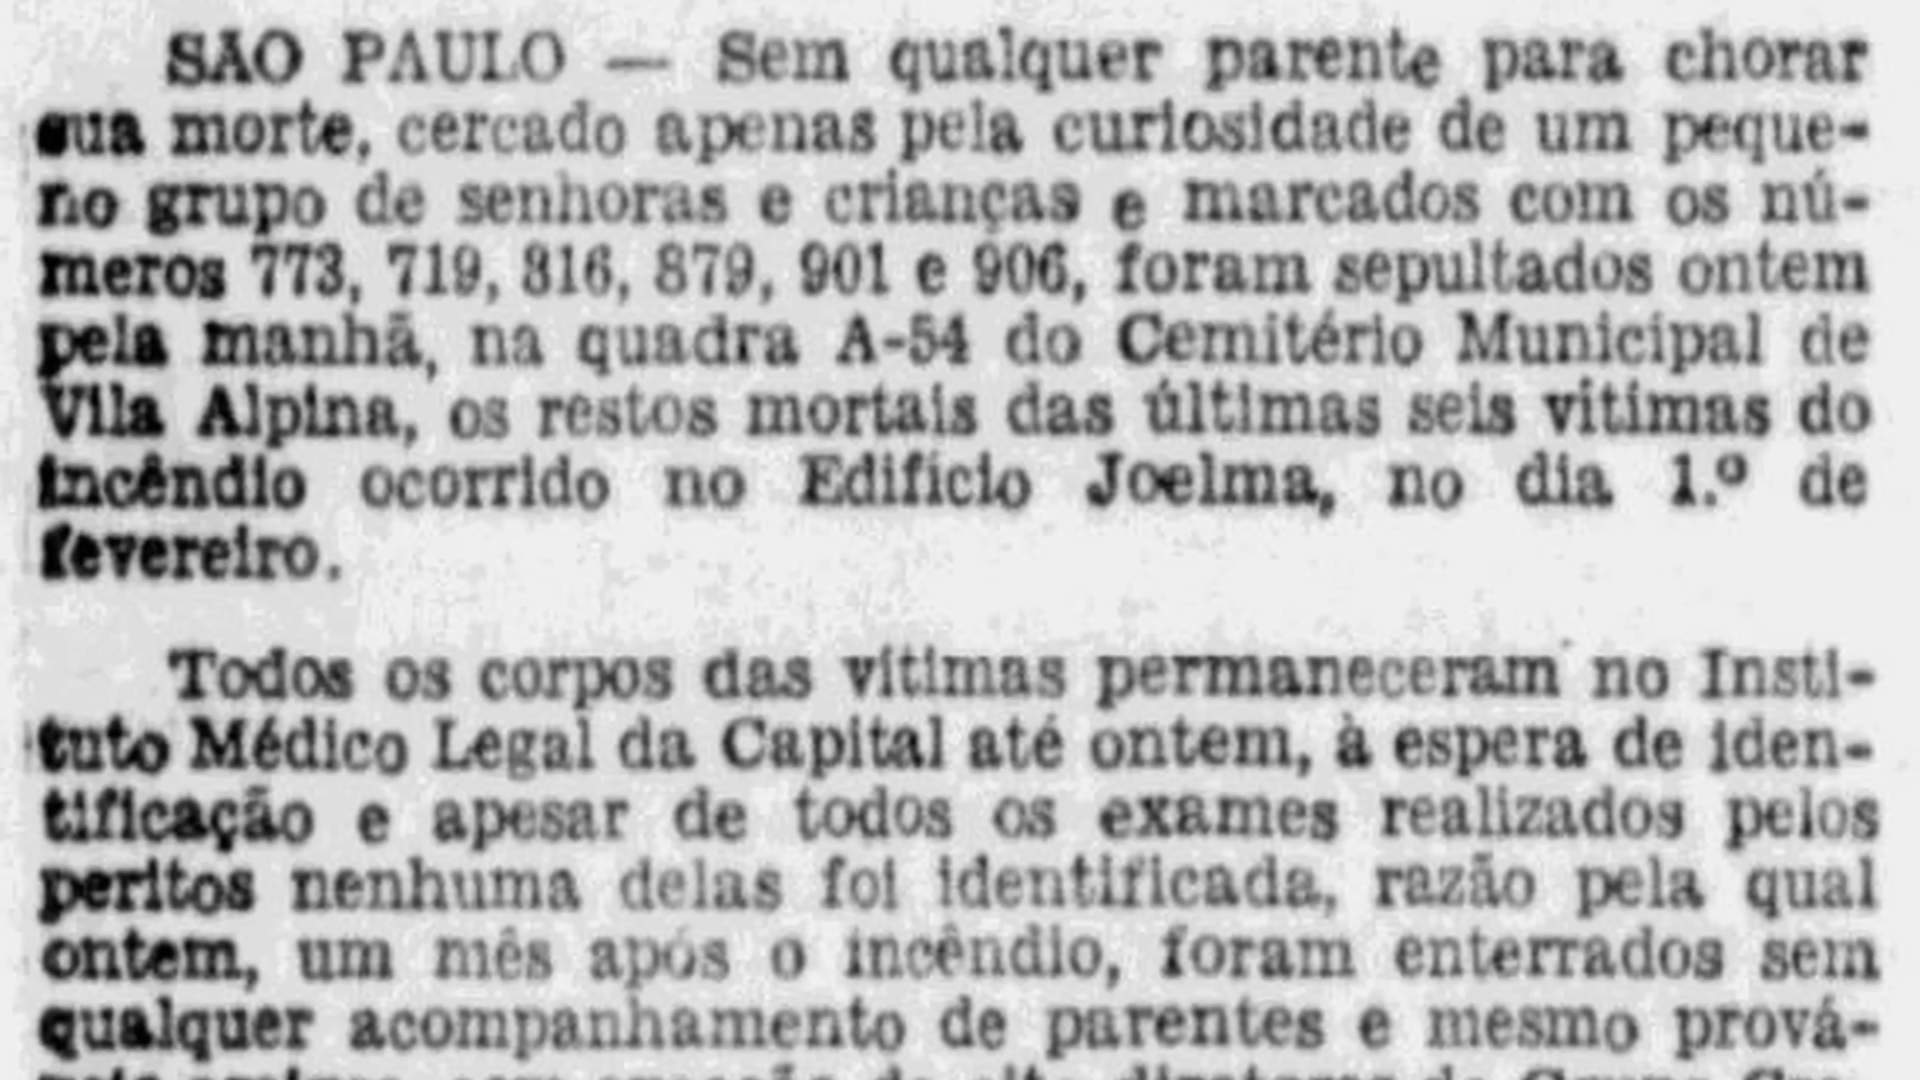 SAO PAULO — Sem qualquer parente para chorar
sua morte, cercado apenas pela curiosidade de um peque-
no grupo de senhoras e crianças e marcados com os nú-
meros 773, 719, 816, 879, 901 e 906, foram sepultados ontem
pela manhã, na quadra A-54 do Cemitério Municipal de
Vila Alpina, os restos mortais das últimas seis vítimas do
incêndio ocorrido no Edifício Joelma, no dia 1.º de
fevereiro.
Todos os corpos das vítimas permaneceram no Insti-
tuto Médico Legal da Capital até ontem, à espera de iden-
tificação e apesar de todos os exames realizados pelos
peritos nenhuma delas foi identificada, razão pela qual
ontem, um mês após o incêndio, foram enterrados sem
qualquer acompanhamento de parentes e mesmo prová-